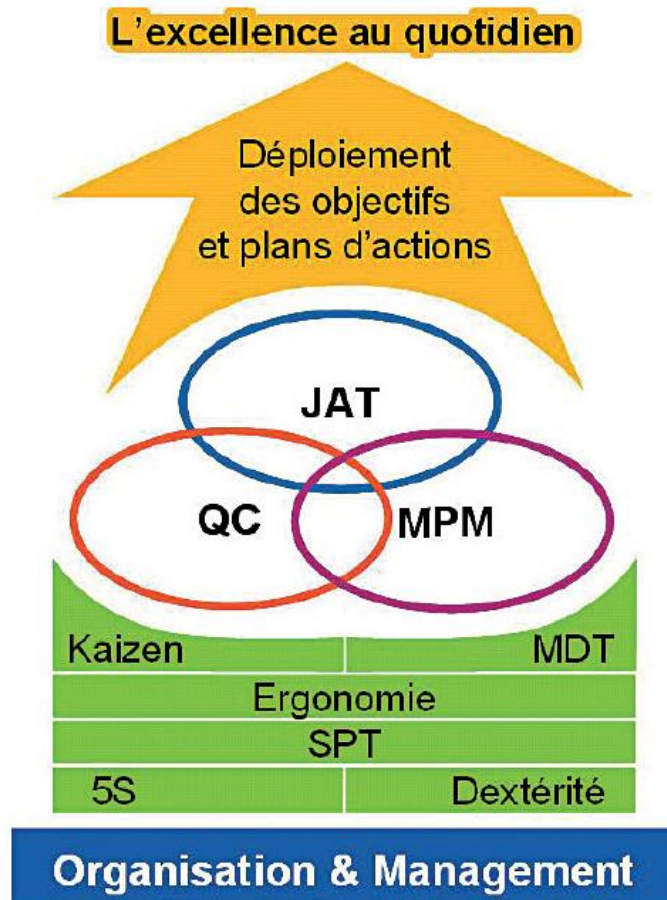 L'excellence au quotidien
Déploiement
des objectifs
et plans d'actions
JAT
QC MPM
Kaizen MDT
Ergonomie
SPT
5S Dextérité
Organisation & Management